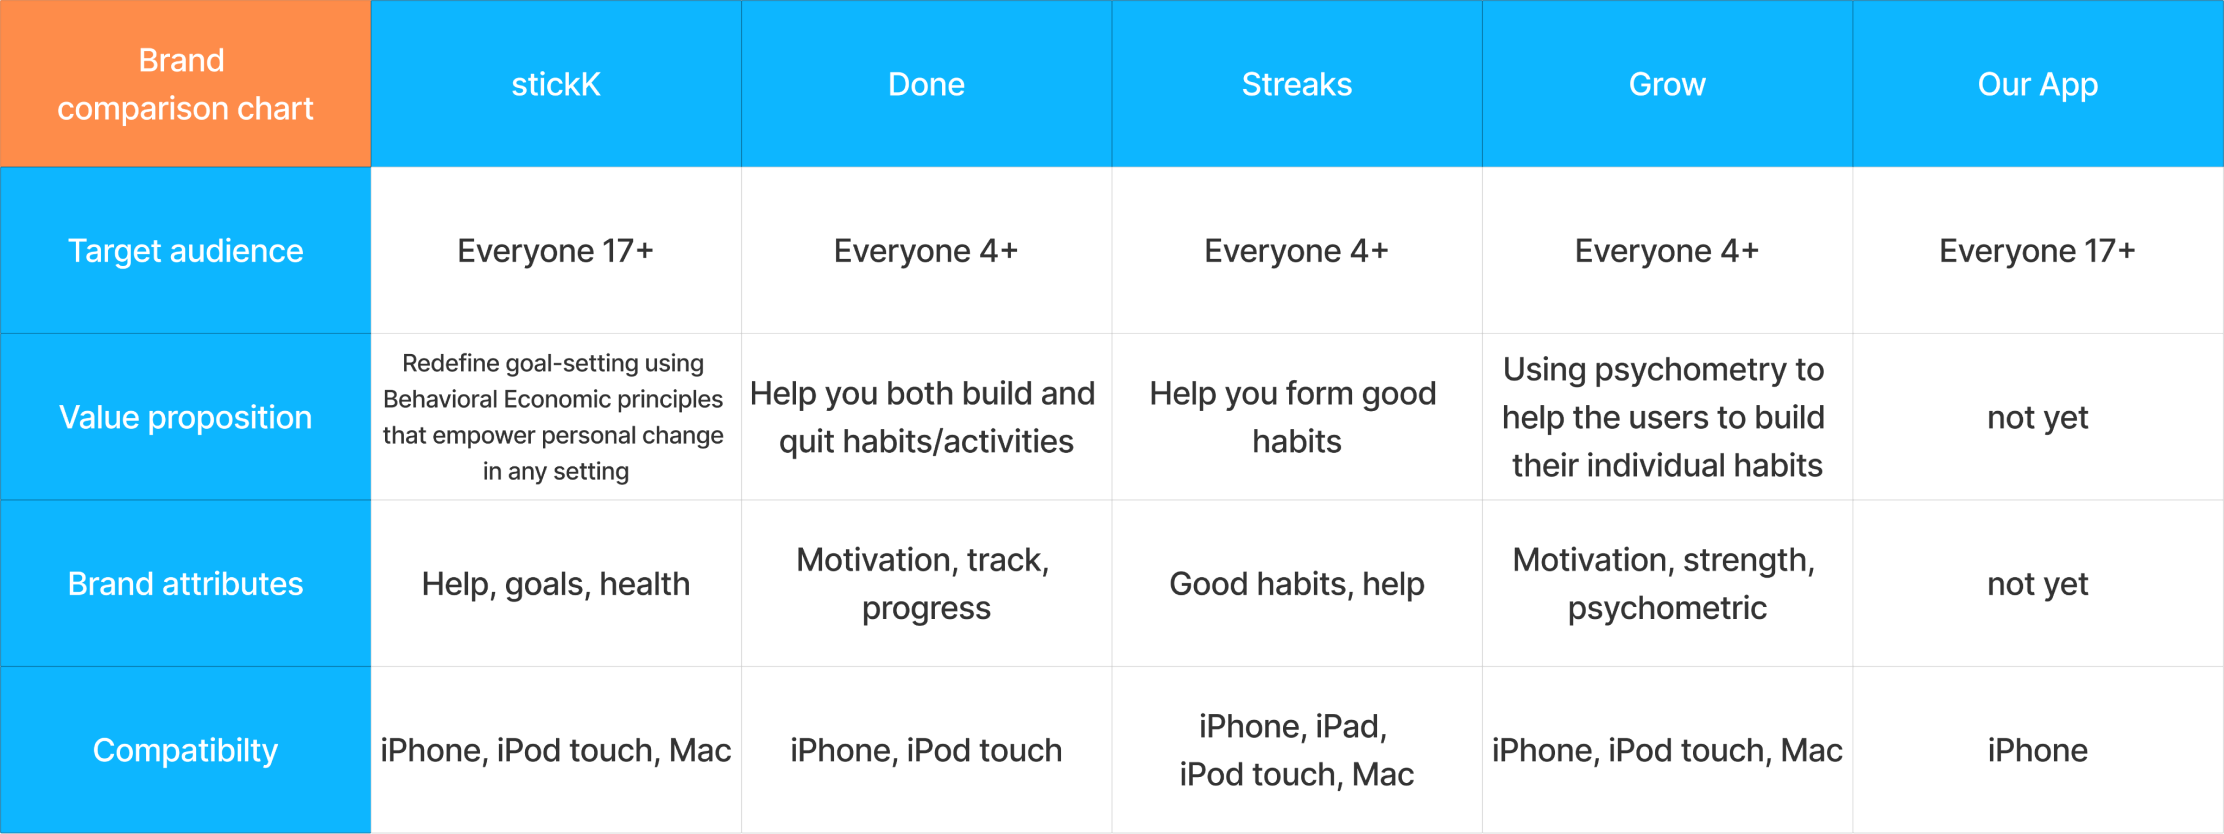 Brand
comparison chart
stickK
Done
Streaks
Grow
Our App
Target audience
Everyone 17+
Everyone 4+
Everyone 4+
Everyone 4+
Everyone 17+
Value proposition
Redefine goal-setting using
Behavioral Economic principles
that empower personal change
in any setting
Help you both build and
quit habits/activities
Help you form good
habits
Using psychometry to
help the users to build
their individual habits
not yet
Brand attributes
Help, goals, health
Motivation, track,
progress
Good habits, help
Motivation, strength,
psychometric
not yet
Compatibilty
iPhone, iPod touch, Mac
iPhone, iPod touch
iPhone, iPad,
iPod touch, Mac
iPhone, iPod touch, Mac
iPhone